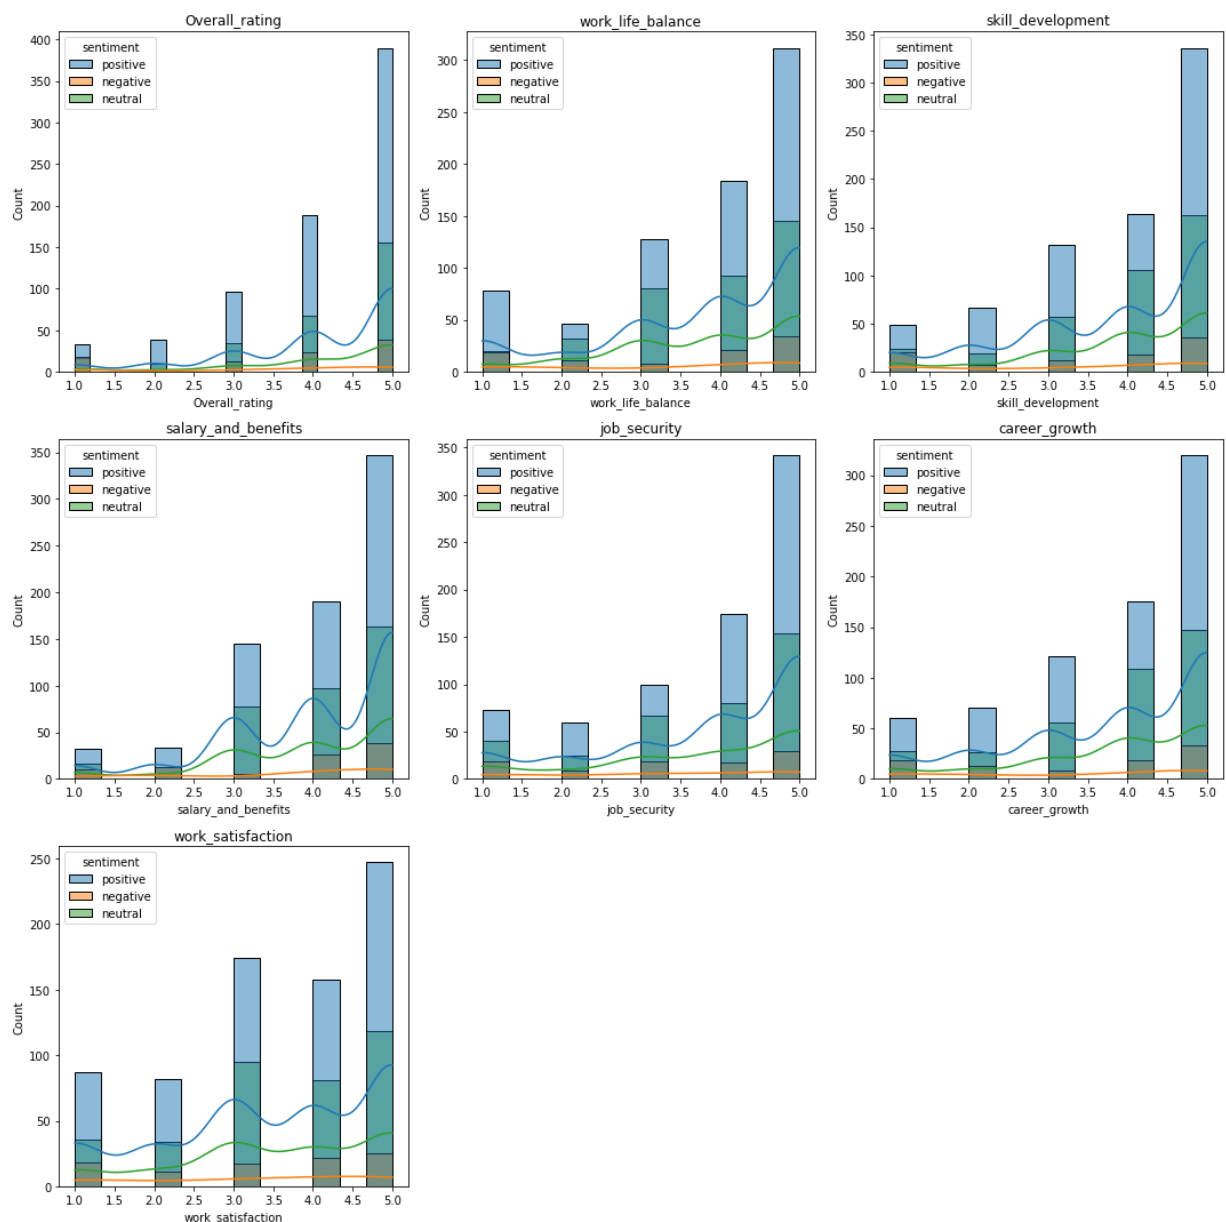 Overall_rating
sentiment
positive
negative
neutral
Count
400
350
300
250
200
150
100
50
0
1.0 1.5 2.0 2.5 3.0 3.5 4.0 4.5 5.0
Overall_rating
work_life_balance
sentiment
positive
negative
neutral
Count
300
250
200
150
100
50
0
1.0 1.5 2.0 2.5 3.0 3.5 4.0 4.5 5.0
work_life_balance
skill_development
sentiment
positive
negative
neutral
Count
350
300
250
200
150
100
50
0
1.0 1.5 2.0 2.5 3.0 3.5 4.0 4.5 5.0
skill_development
salary_and_benefits
sentiment
positive
negative
neutral
Count
350
300
250
200
150
100
50
0
1.0 1.5 2.0 2.5 3.0 3.5 4.0 4.5 5.0
salary_and_benefits
job_security
sentiment
positive
negative
neutral
Count
350
300
250
200
150
100
50
0
1.0 1.5 2.0 2.5 3.0 3.5 4.0 4.5 5.0
job_security
career_growth
sentiment
positive
negative
neutral
Count
300
250
200
150
100
50
0
1.0 1.5 2.0 2.5 3.0 3.5 4.0 4.5 5.0
career_growth
work_satisfaction
sentiment
positive
negative
neutral
Count
250
200
150
100
50
0
1.0 1.5 2.0 2.5 3.0 3.5 4.0 4.5 5.0
work_satisfaction